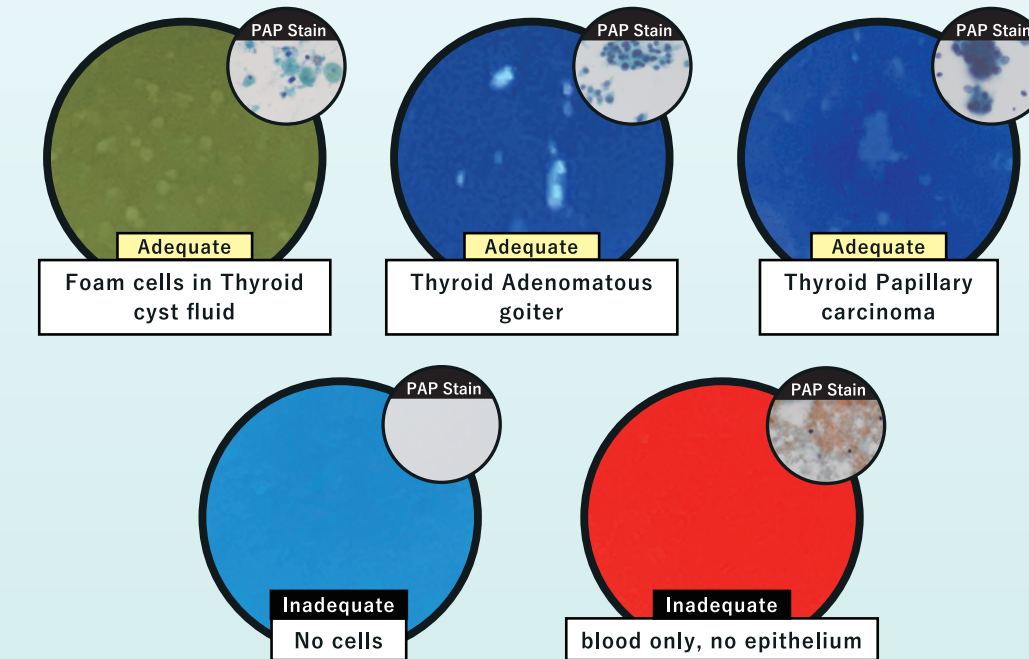 PAP Stain
PAP Stain
PAP Stain
Adequate
Adequate
Adequate
Foam cells in Thyroid
cyst fluid
Thyroid Adenomatous
goiter
Thyroid Papillary
carcinoma
PAP Stain
PAP Stain
Inadequate
Inadequate
No cells
blood only, no epithelium